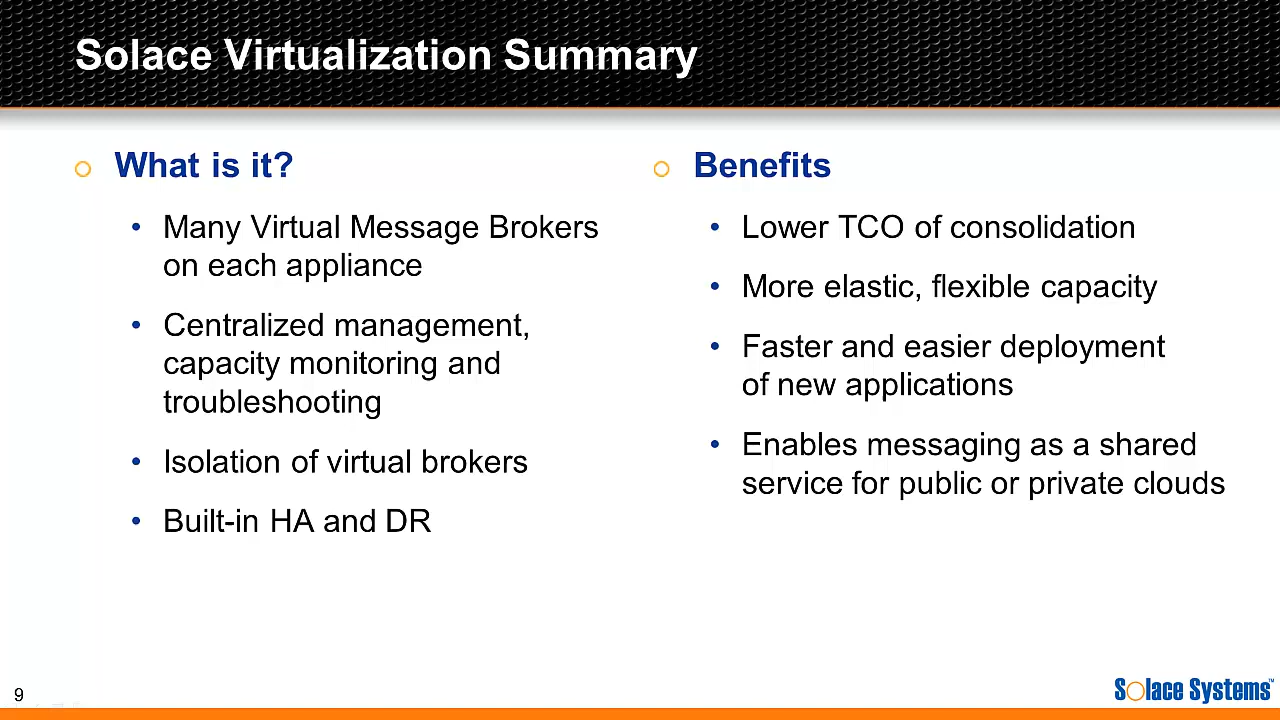 Solace Virtualization Summary
What is it?
• Many Virtual Message Brokers
on each appliance
• Centralized management,
capacity monitoring and
troubleshooting
• Isolation of virtual brokers
• Built-in HA and DR
Benefits
• Lower TCO of consolidation
• More elastic, flexible capacity
• Faster and easier deployment
of new applications
• Enables messaging as a shared
service for public or private clouds
9
Solace Systems™